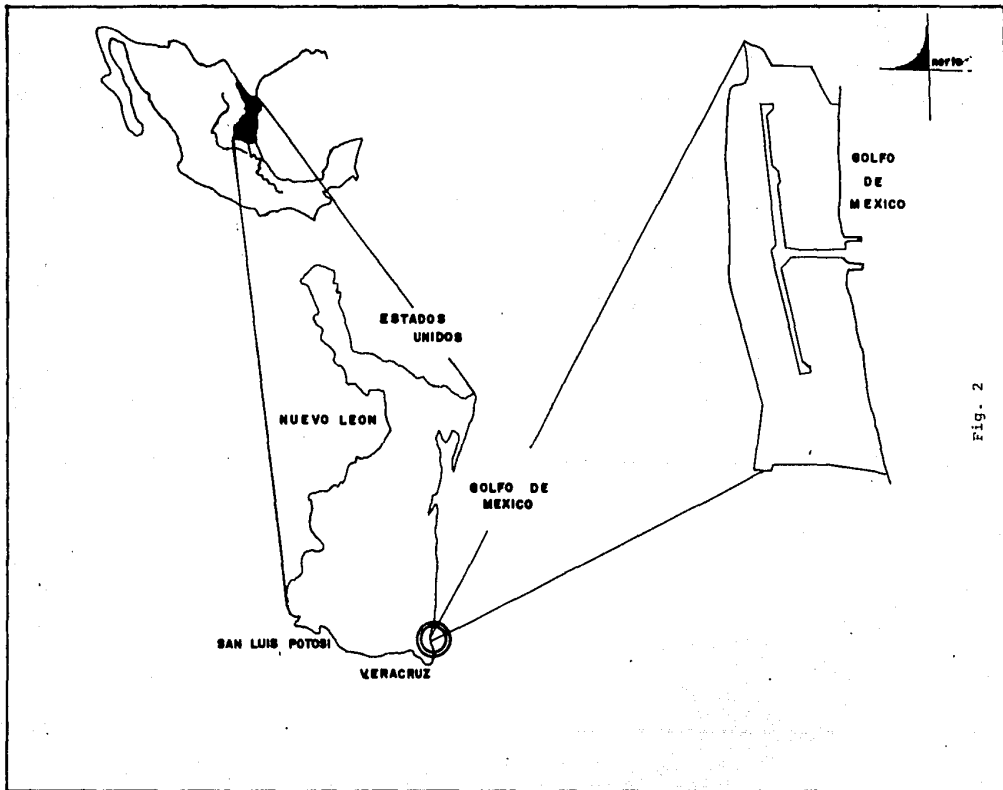 norte
GOLFO
DE
MEXICO
ESTADOS
UNIDOS
NUEVO LEON
GOLFO DE
MEXICO
SAN LUIS POTOSI
VERACRUZ
Fig. 2